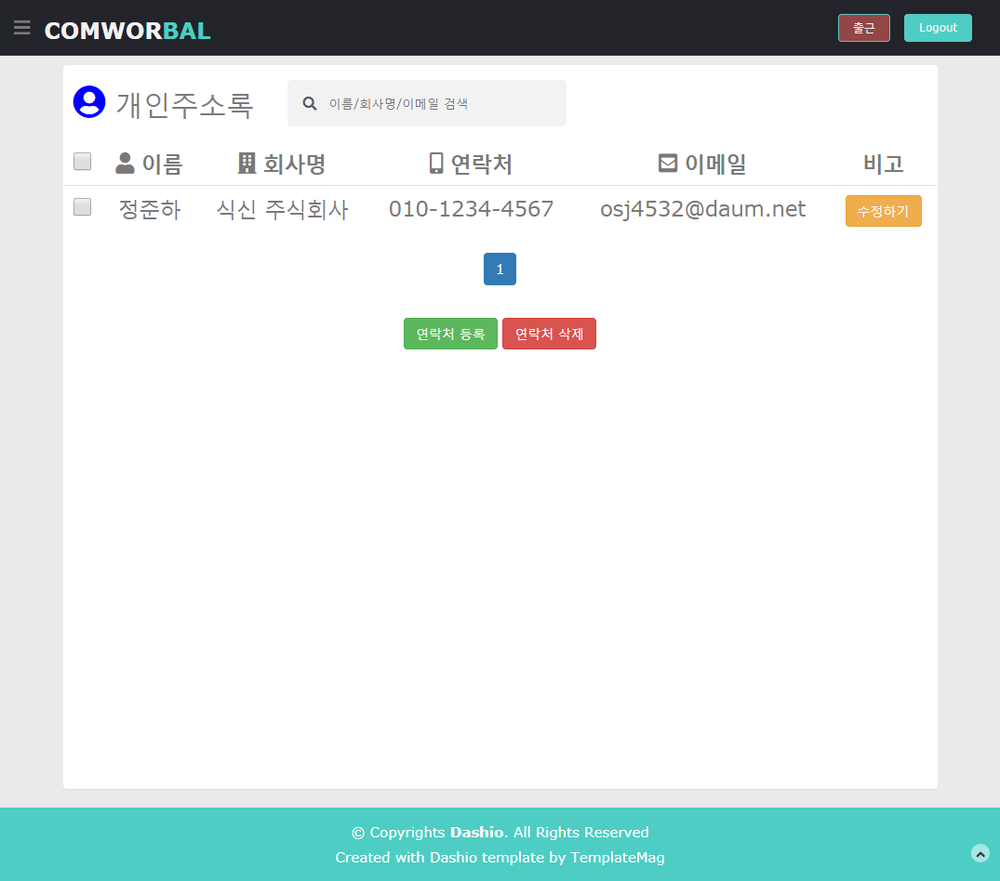 COMWORBAL 출근 Logout
개인주소록 이름/회사명/이메일 검색
이름 회사명 연락처 이메일 비고
정준하 식신 주식회사 010-1234-4567 osj4532@daum.net 수정하기
1
연락처 등록 연락처 삭제
© Copyrights Dashio. All Rights Reserved
Created with Dashio template by TemplateMag